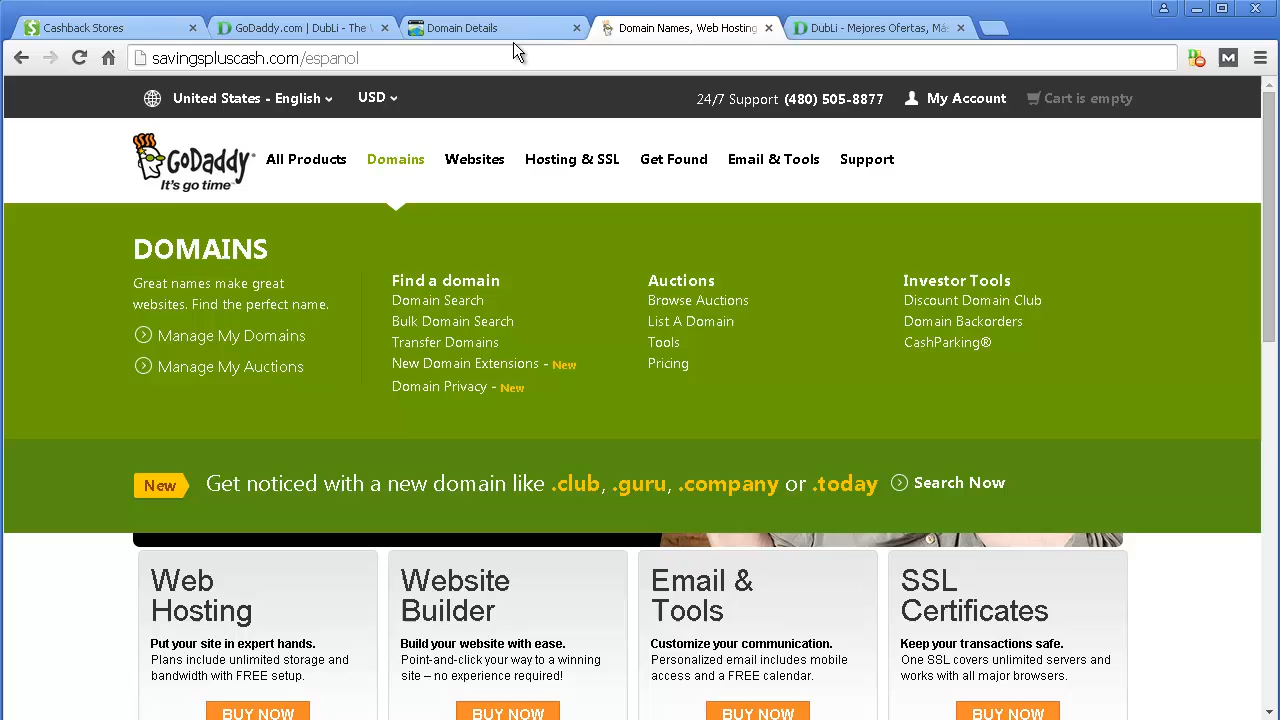 Cashback Stores
GoDaddy.com | DubLi - The
Domain Details
Domain Names, Web Hosting
DubLi - Mejores Ofertas, Má
savingspluscash.com/espanol
United States - English
USD
24/7 Support (480) 505-8877
My Account
Cart is empty
GoDaddy
It's go time™
All Products
Domains
Websites
Hosting & SSL
Get Found
Email & Tools
Support
DOMAINS
Great names make great
websites. Find the perfect name.
Manage My Domains
Manage My Auctions
Find a domain
Domain Search
Bulk Domain Search
Transfer Domains
New Domain Extensions - New
Domain Privacy - New
Auctions
Browse Auctions
List A Domain
Tools
Pricing
Investor Tools
Discount Domain Club
Domain Backorders
CashParking®
New
Get noticed with a new domain like .club, .guru, .company or .today
Search Now
Web
Hosting
Put your site in expert hands.
Plans include unlimited storage and
bandwidth with FREE setup.
BUY NOW
Website
Builder
Build your website with ease.
Point-and-click your way to a winning
site – no experience required!
BUY NOW
Email &
Tools
Customize your communication.
Personalized email includes mobile
access and a FREE calendar.
BUY NOW
SSL
Certificates
Keep your transactions safe.
One SSL covers unlimited servers and
works with all major browsers.
BUY NOW